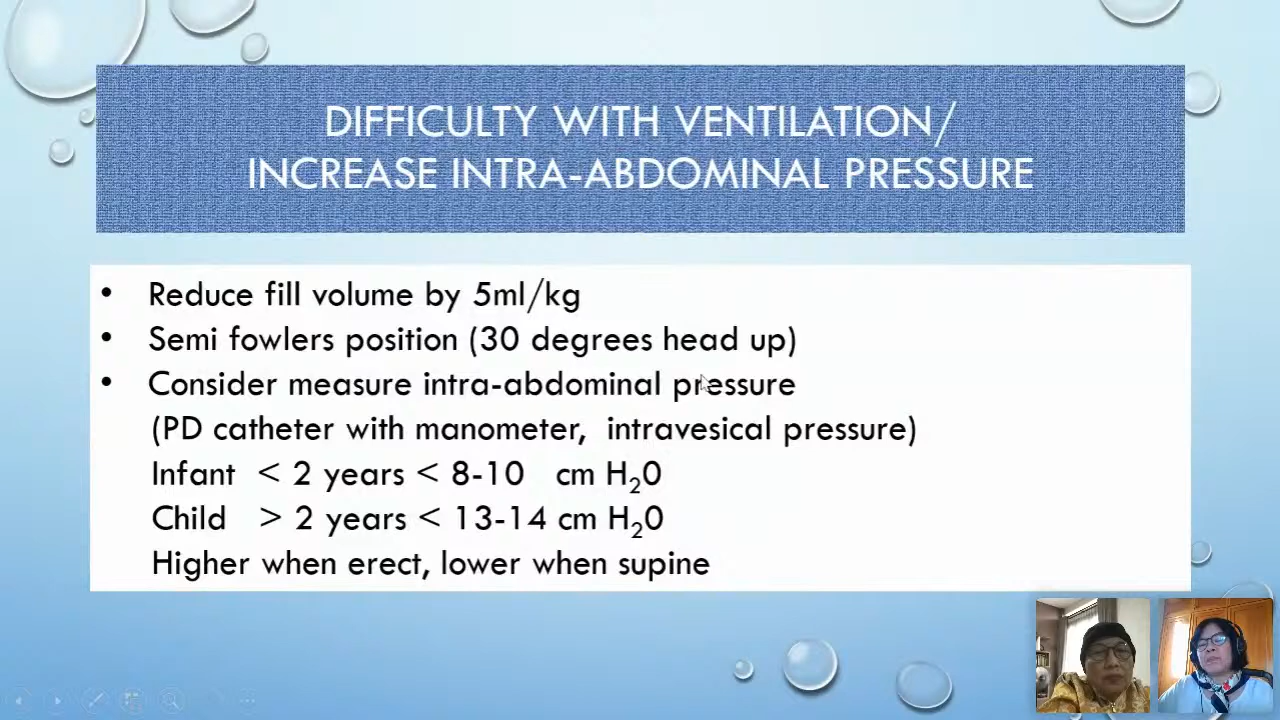 DIFFICULTY WITH VENTILATION/
INCREASE INTRA-ABDOMINAL PRESSURE
• Reduce fill volume by 5ml/kg
• Semi fowlers position (30 degrees head up)
• Consider measure intra-abdominal pressure
(PD catheter with manometer, intravesical pressure)
Infant < 2 years < 8-10 cm H₂0
Child > 2 years < 13-14 cm H₂0
Higher when erect, lower when supine